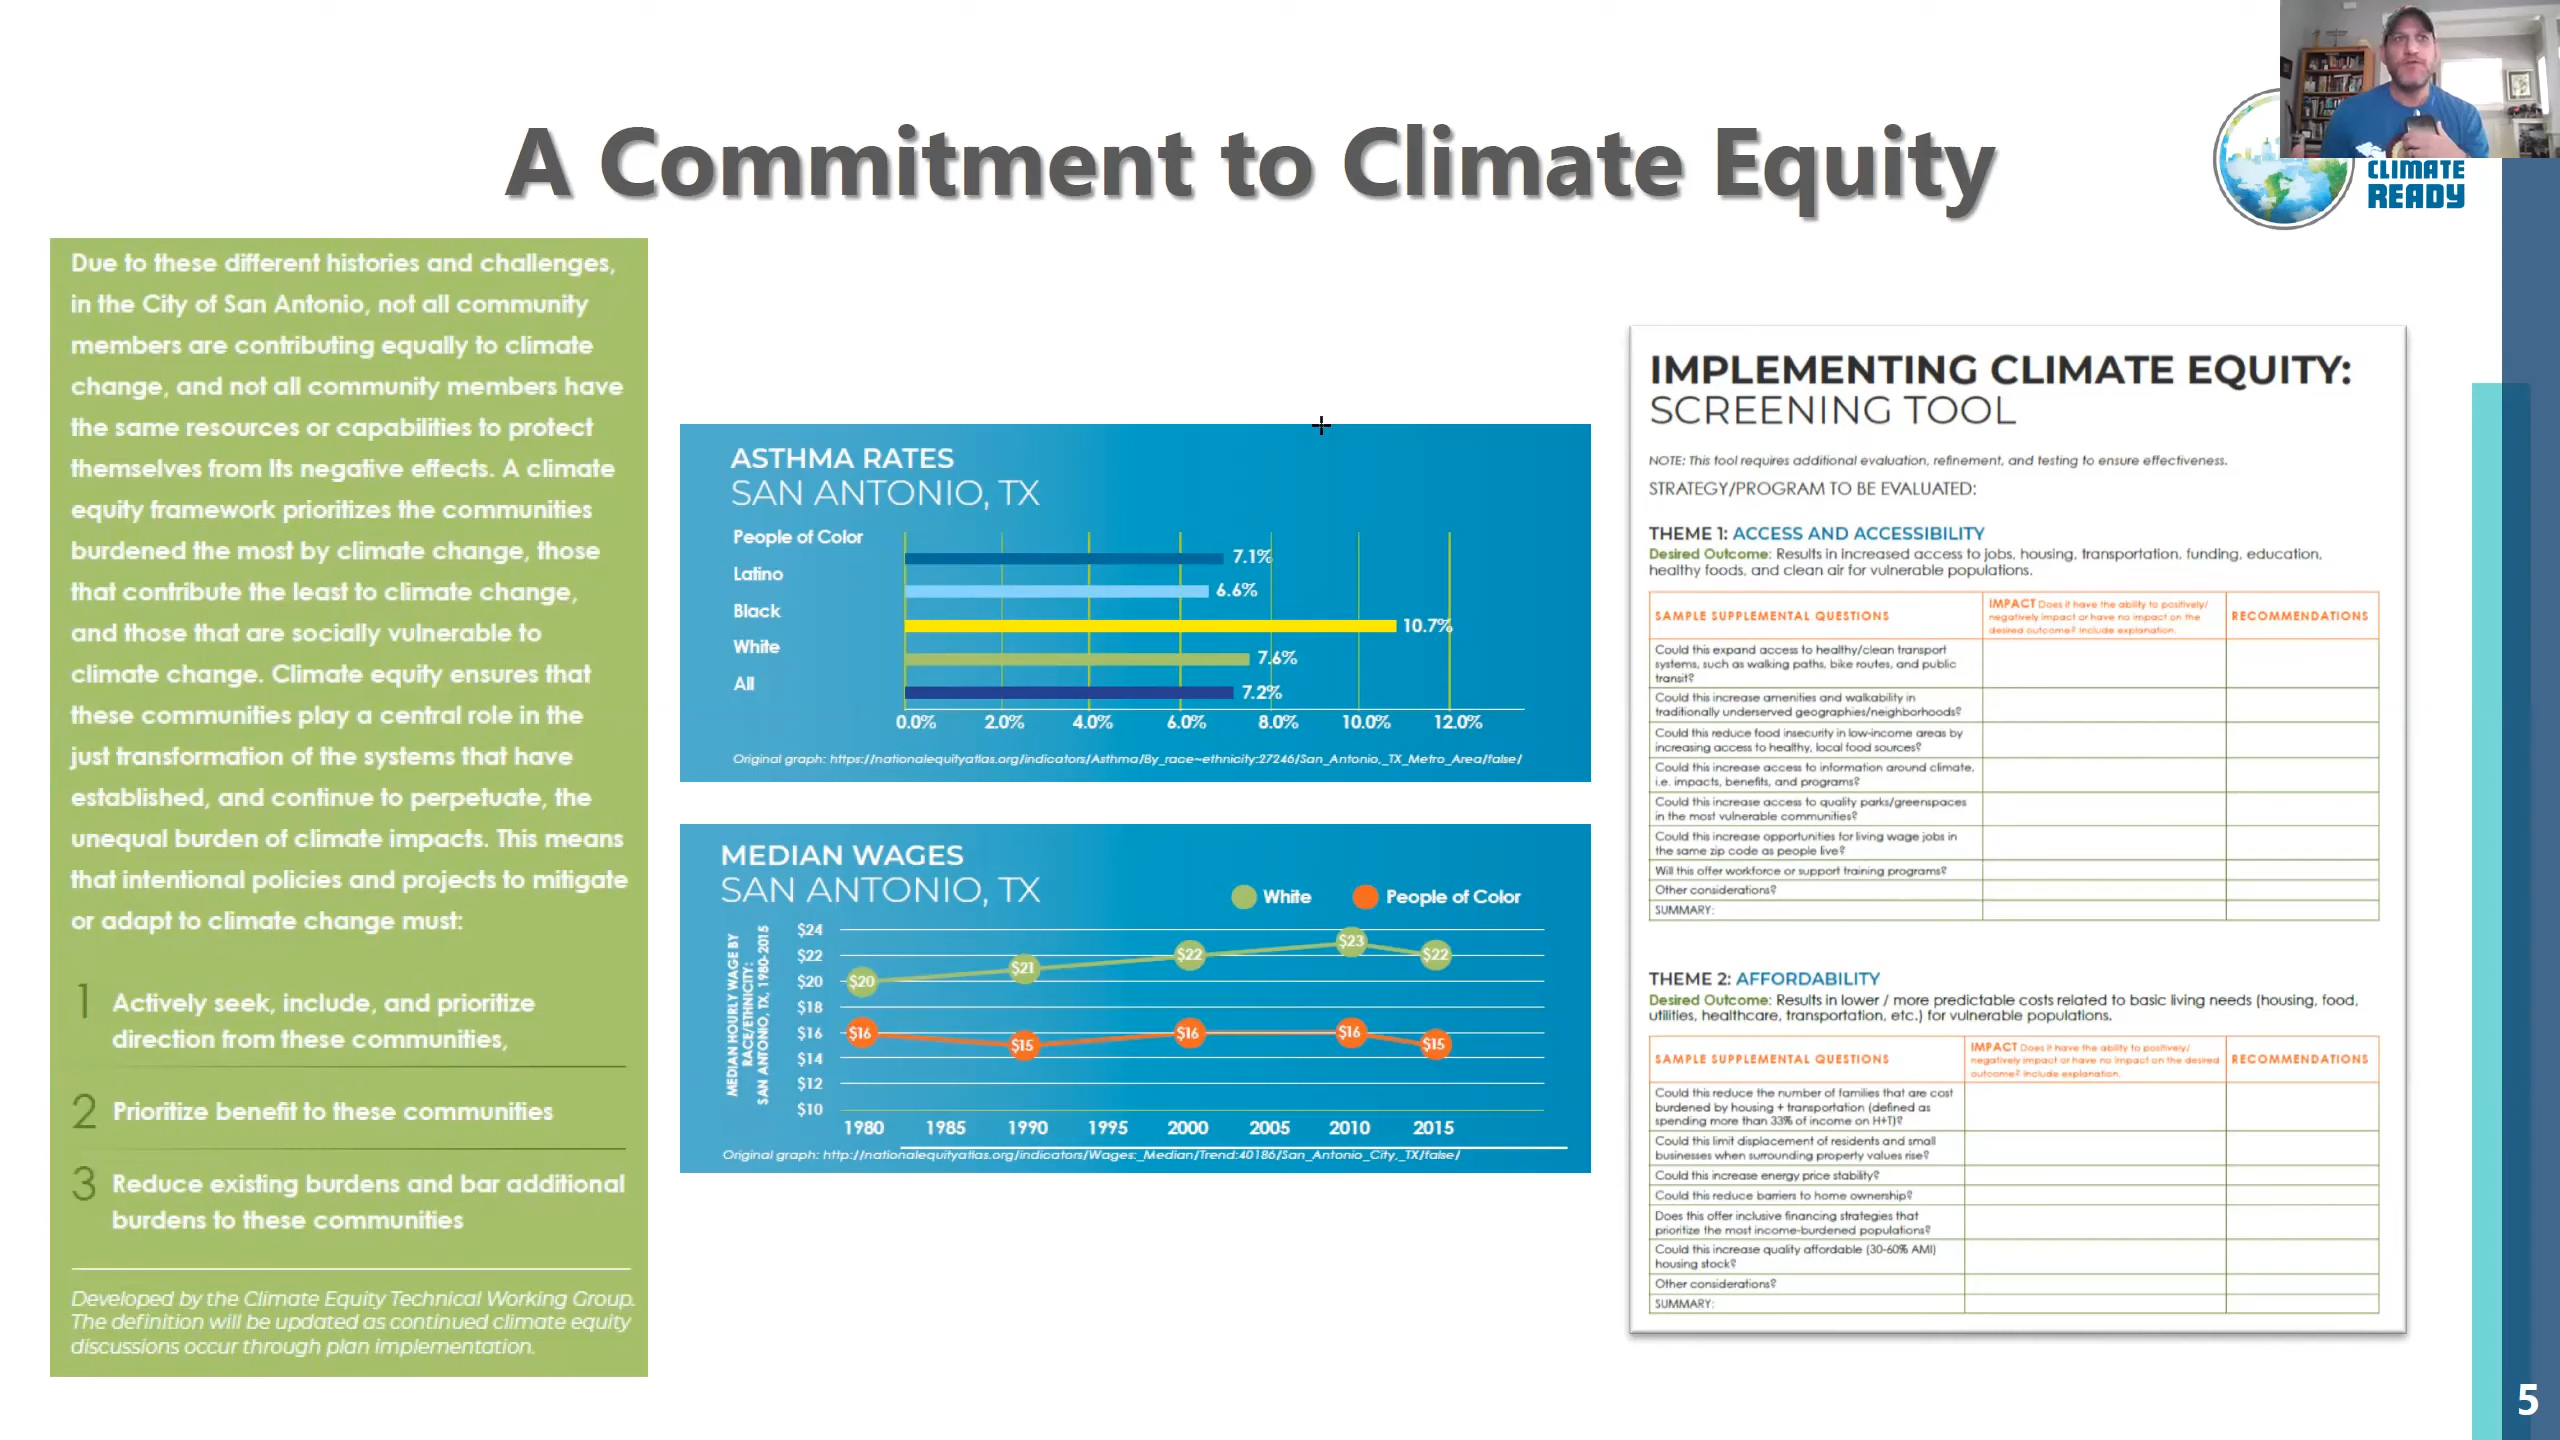 A Commitment to Climate Equity
CLIMATE
READY
Due to these different histories and challenges,
in the City of San Antonio, not all community
members are contributing equally to climate
change, and not all community members have
the same resources or capabilities to protect
themselves from Its negative effects. A climate
equity framework prioritizes the communities
burdened the most by climate change, those
that contribute the least to climate change,
and those that are socially vulnerable to
climate change. Climate equity ensures that
these communities play a central role in the
just transformation of the systems that have
established, and continue to perpetuate, the
unequal burden of climate impacts. This means
that intentional policies and projects to mitigate
or adapt to climate change must:
1 Actively seek, include, and prioritize
direction from these communities,
2 Prioritize benefit to these communities
3 Reduce existing burdens and bar additional
burdens to these communities
Developed by the Climate Equity Technical Working Group.
The definition will be updated as continued climate equity
discussions occur through plan implementation.
ASTHMA RATES
SAN ANTONIO, TX
People of Color
7.1%
Latino
6.6%
Black
10.7%
White
7.6%
All
7.2%
0.0% 2.0% 4.0% 6.0% 8.0% 10.0% 12.0%
Original graph: https://nationalequityatlas.org/indicators/Asthma/By_race~ethnicity:27246/San_Antonio,_TX_Metro_Area/false/
MEDIAN WAGES
SAN ANTONIO, TX
White People of Color
MEDIAN HOURLY WAGE BY
RACE/ETHNICITY:
SAN ANTONIO, TX, 1980-2015
$24
$22
$20
$18
$16
$14
$12
$10
$20 $21 $22 $23 $22
$16 $15 $16 $16 $15
1980 1985 1990 1995 2000 2005 2010 2015
Original graph: http://nationalequityatlas.org/indicators/Wages:_Median/Trend:40186/San_Antonio_City,_TX/false/
IMPLEMENTING CLIMATE EQUITY:
SCREENING TOOL
NOTE: This tool requires additional evaluation, refinement, and testing to ensure effectiveness.
STRATEGY/PROGRAM TO BE EVALUATED:
THEME 1: ACCESS AND ACCESSIBILITY
Desired Outcome: Results in increased access to jobs, housing, transportation, funding, education,
healthy foods, and clean air for vulnerable populations.
SAMPLE SUPPLEMENTAL QUESTIONS
IMPACT Does it have the ability to positively/
negatively impact or have no impact on the
desired outcome? Include explanation.
RECOMMENDATIONS
Could this expand access to healthy/clean transport
systems, such as walking paths, bike routes, and public
transit?
Could this increase amenities and walkability in
traditionally underserved geographies/neighborhoods?
Could this reduce food insecurity in low-income areas by
increasing access to healthy, local food sources?
Could this increase access to information around climate,
i.e. impacts, benefits, and programs?
Could this increase access to quality parks/greenspaces
in the most vulnerable communities?
Could this increase opportunities for living wage jobs in
the same zip code as people live?
Will this offer workforce or support training programs?
Other considerations?
SUMMARY:
THEME 2: AFFORDABILITY
Desired Outcome: Results in lower / more predictable costs related to basic living needs (housing, food,
utilities, healthcare, transportation, etc.) for vulnerable populations.
SAMPLE SUPPLEMENTAL QUESTIONS
IMPACT Does it have the ability to positively/
negatively impact or have no impact on the desired
outcome? Include explanation.
RECOMMENDATIONS
Could this reduce the number of families that are cost
burdened by housing + transportation (defined as
spending more than 33% of income on H+T)?
Could this limit displacement of residents and small
businesses when surrounding property values rise?
Could this increase energy price stability?
Could this reduce barriers to home ownership?
Does this offer inclusive financing strategies that
prioritize the most income-burdened populations?
Could this increase quality affordable (30-60% AMI)
housing stock?
Other considerations?
SUMMARY:
5